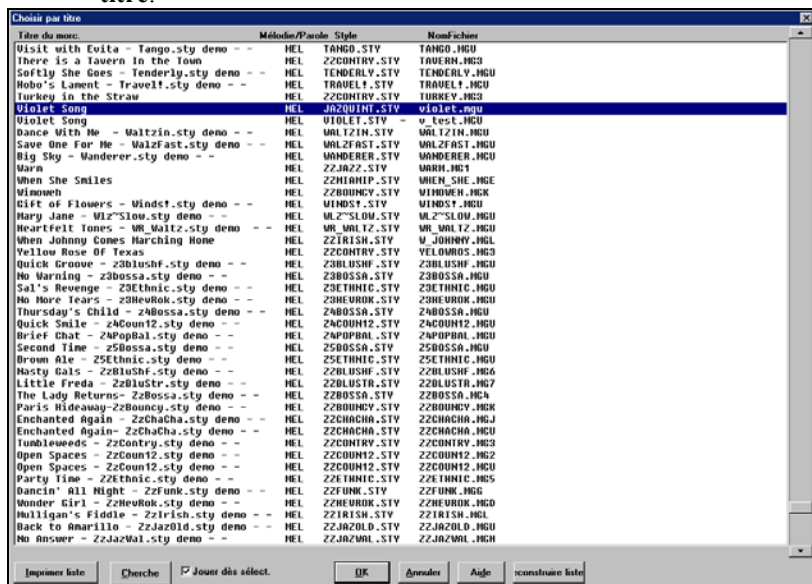 titre.
Choisir par titre
Titre du morc. Mélodie/Parole Style NomFichier
Visit with Evita - Tango.sty demo - - MEL TANGO.STY TANGO.MGU
There is a Tavern In the Town MEL ZZCONTRY.STY TAVERN.MG3
Softly She Goes - Tenderly.sty demo - - MEL TENDERLY.STY TENDERLY.MGU
Hobo's Lament - Travel!.sty demo - - MEL TRAVEL!.STY TRAVEL!.MGU
Turkey in the Straw MEL ZZCONTRY.STY TURKEY.MG3
Violet Song MEL JAZQUINT.STY violet.mgu
Violet Song MEL VIOLET.STY - v_test.MGU
Dance With Me - Waltzin.sty demo - - MEL WALTZIN.STY WALTZIN.MGU
Save One For Me - WalzFast.sty demo - - MEL WALZFAST.STY WALZFAST.MGU
Big Sky - Wanderer.sty demo - - MEL WANDERER.STY WANDERER.MGU
Warm MEL ZZJAZZ.STY WARM.MG1
When She Smiles MEL ZZMIAMIP.STY WHEN_SHE.MGE
Wimoweh MEL ZZBOUNCY.STY WIMOWEH.MGK
Gift of Flowers - Winds!.sty demo - - MEL WINDS!.STY WINDS!.MGU
Mary Jane - Wlz~Slow.sty demo - - MEL WLZ~SLOW.STY WLZ~SLOW.MGU
Heartfelt Tones - WR_Waltz.sty demo - - MEL WR_WALTZ.STY WR_WALTZ.MGU
When Johnny Comes Marching Home MEL ZZIRISH.STY W_JOHNNY.MGL
Yellow Rose Of Texas MEL ZZCONTRY.STY YELOWROS.MG3
Quick Groove - z3blushf.sty demo - - MEL Z3BLUSHF.STY Z3BLUSHF.MGU
No Warning - z3bossa.sty demo - - MEL Z3BOSSA.STY Z3BOSSA.MGU
Sal's Revenge - Z3Ethnic.sty demo - - MEL Z3ETHNIC.STY Z3ETHNIC.MGU
No More Tears - z3HevRok.sty demo - - MEL Z3HEVROK.STY Z3HEVROK.MGU
Thursday's Child - z4Bossa.sty demo - - MEL Z4BOSSA.STY Z4BOSSA.MGU
Quick Smile - z4Coun12.sty demo - - MEL Z4COUN12.STY Z4COUN12.MGU
Brief Chat - Z4PopBal.sty demo - - MEL Z4POPBAL.STY Z4POPBAL.MGU
Second Time - z5Bossa.sty demo - - MEL Z5BOSSA.STY Z5BOSSA.MGU
Brown Ale - Z5Ethnic.sty demo - - MEL Z5ETHNIC.STY Z5ETHNIC.MGU
Nasty Gals - ZzBluShf.sty demo - - MEL ZZBLUSHF.STY ZZBLUSHF.MG6
Little Freda - ZzBluStr.sty demo - - MEL ZZBLUSTR.STY ZZBLUSTR.MG7
The Lady Returns- ZzBossa.sty demo - - MEL ZZBOSSA.STY ZZBOSSA.MG4
Paris Hideaway-ZzBouncy.sty demo - - MEL ZZBOUNCY.STY ZZBOUNCY.MGK
Enchanted Again - ZzChaCha.sty demo - - MEL ZZCHACHA.STY ZZCHACHA.MGJ
Enchanted Again- ZzChaCha.sty demo - - MEL ZZCHACHA.STY ZZCHACHA.MGU
Tumbleweeds - ZzContry.sty demo - - MEL ZZCONTRY.STY ZZCONTRY.MG3
Open Spaces - ZzCoun12.sty demo - - MEL ZZCOUN12.STY ZZCOUN12.MG2
Open Spaces - ZzCoun12.sty demo - - MEL ZZCOUN12.STY ZZCOUN12.MGU
Party Time - ZZEthnic.sty demo - - MEL ZZETHNIC.STY ZZETHNIC.MG5
Dancin' All Night - ZzFunk.sty demo - - MEL ZZFUNK.STY ZZFUNK.MGG
Wonder Girl - ZzHevRok.sty demo - - MEL ZZHEVROK.STY ZZHEVROK.MGD
Mulligan's Fiddle - ZzIrish.sty demo - - MEL ZZIRISH.STY ZZIRISH.MGL
Back to Amarillo - ZzJazOld.sty demo - - MEL ZZJAZOLD.STY ZZJAZOLD.MGU
No Answer - ZzJazWal.sty demo - - MEL ZZJAZWAL.STY ZZJAZWAL.MGH
Imprimer liste Cherche Jouer dès sélect. OK Annuler Aide econstruire liste